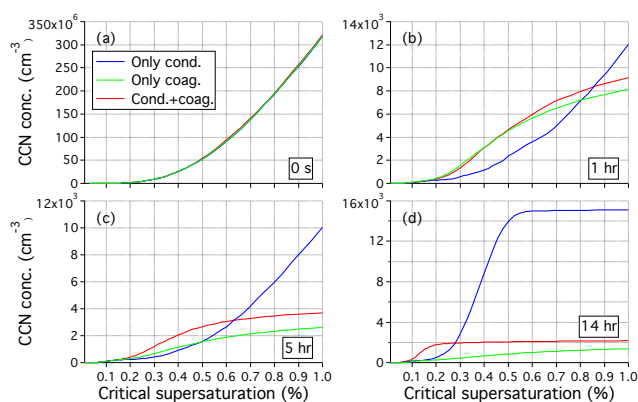 (a)
350x10⁶
300
250
200
150
100
50
0
CCN conc. (cm⁻³)
Only cond.
Only coag.
Cond.+coag.
0 s
(b)
14x10³
12
10
8
6
4
2
0
1 hr
(c)
12x10³
10
8
6
4
2
0
CCN conc. (cm⁻³)
5 hr
0.1 0.2 0.3 0.4 0.5 0.6 0.7 0.8 0.9 1.0
Critical supersaturation (%)
(d)
16x10³
12
8
4
0
14 hr
0.1 0.2 0.3 0.4 0.5 0.6 0.7 0.8 0.9 1.0
Critical supersaturation (%)